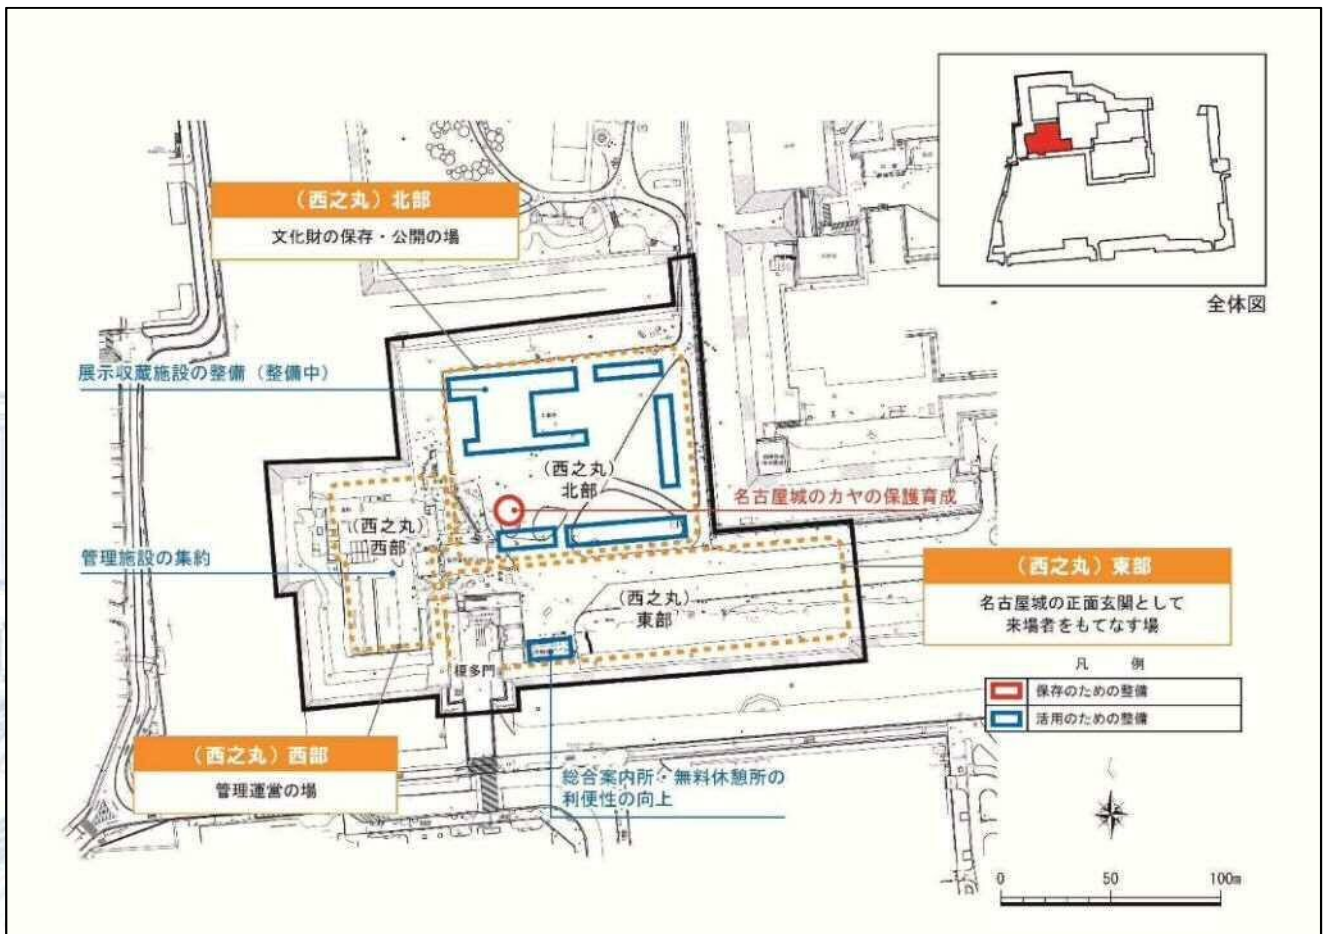 全体図
（西之丸）北部
文化財の保存・公開の場
展示収蔵施設の整備（整備中）
（西之丸）
北部
名古屋城のカヤの保護育成
（西之丸）
西部
管理施設の集約
（西之丸）東部
名古屋城の正面玄関として
来場者をもてなす場
（西之丸）
東部
榎多門
凡　例
保存のための整備
活用のための整備
（西之丸）西部
管理運営の場
総合案内所・無料休憩所の
利便性の向上
0 50 100m